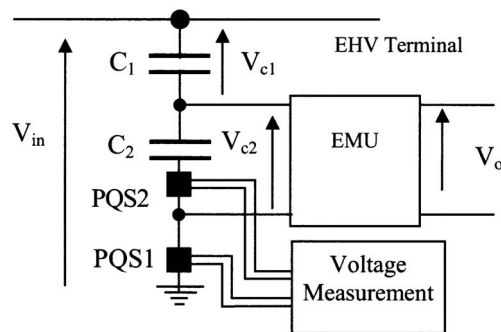 EHV Terminal
C1
Vc1
Vin
C2
Vc2
EMU
Vo
PQS2
PQS1
Voltage
Measurement